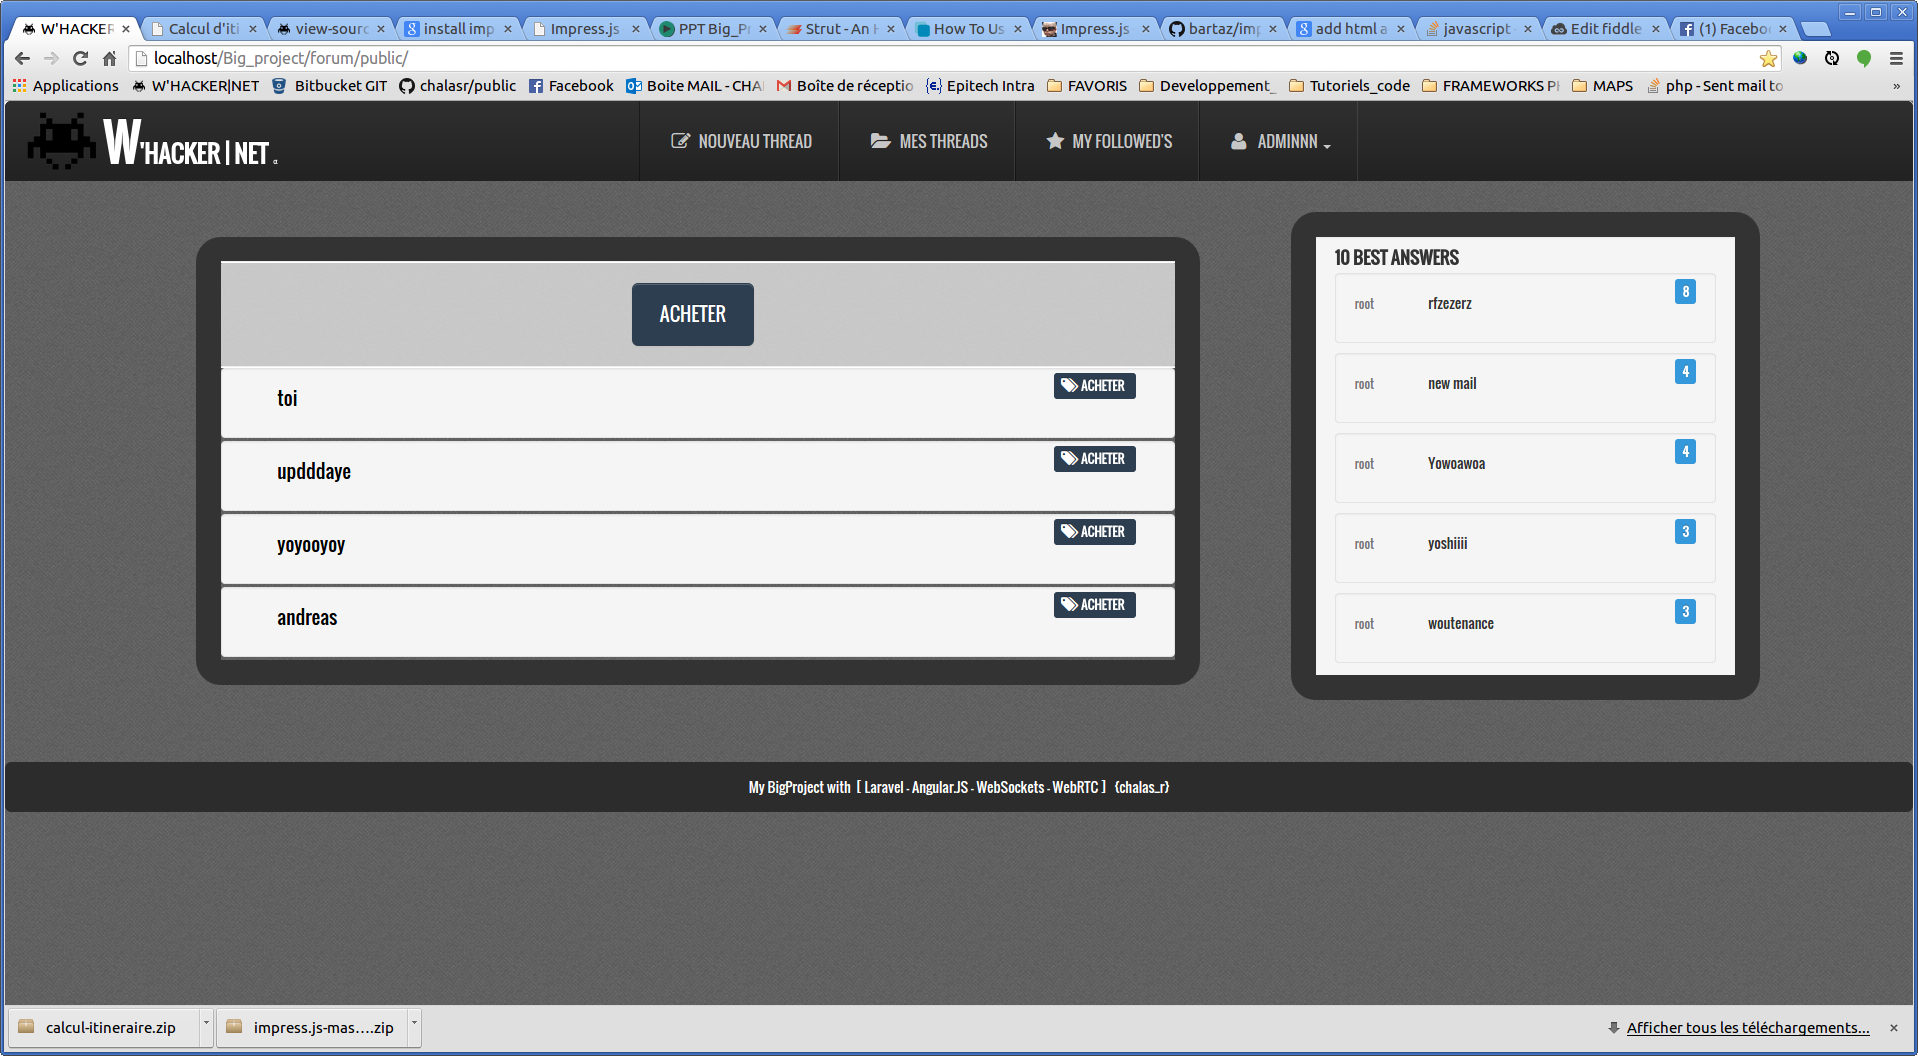 W'HACKER Calcul d'iti view-sourc install imp Impress.js PPT Big_Pr Strut - An H How To Us Impress.js bartaz/imp add html a javascript - Edit fiddle (1) Facebo
localhost/Big_project/forum/public/
Applications W'HACKER|NET Bitbucket GIT chalasr/public Facebook Boite MAIL - CHA Boîte de réceptio Epitech Intra FAVORIS Developpement_ Tutoriels_code FRAMEWORKS PH MAPS php - Sent mail to »
W'HACKER | NET α
NOUVEAU THREAD MES THREADS MY FOLLOWED'S ADMINNN
ACHETER
toi ACHETER
updddaye ACHETER
yoyooyoy ACHETER
andreas ACHETER
10 BEST ANSWERS
root rfzezerz 8
root new mail 4
root Yowoawoa 4
root yoshiiii 3
root woutenance 3
My BigProject with [ Laravel - Angular.JS - WebSockets - WebRTC ] {chalas_r}
calcul-itineraire.zip impress.js-mas....zip Afficher tous les téléchargements...